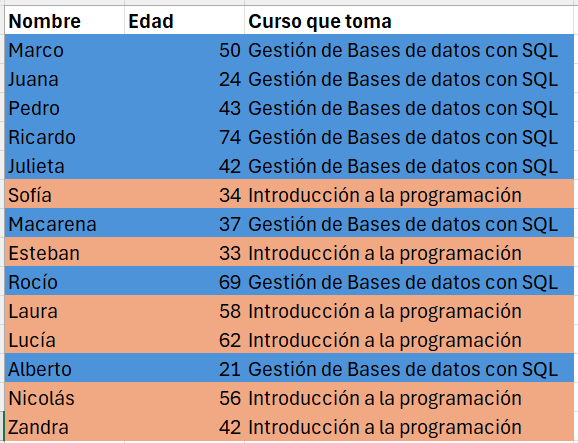 Nombre Edad Curso que toma
Marco 50 Gestión de Bases de datos con SQL
Juana 24 Gestión de Bases de datos con SQL
Pedro 43 Gestión de Bases de datos con SQL
Ricardo 74 Gestión de Bases de datos con SQL
Julieta 42 Gestión de Bases de datos con SQL
Sofía 34 Introducción a la programación
Macarena 37 Gestión de Bases de datos con SQL
Esteban 33 Introducción a la programación
Rocío 69 Gestión de Bases de datos con SQL
Laura 58 Introducción a la programación
Lucía 62 Introducción a la programación
Alberto 21 Gestión de Bases de datos con SQL
Nicolás 56 Introducción a la programación
Zandra 42 Introducción a la programación